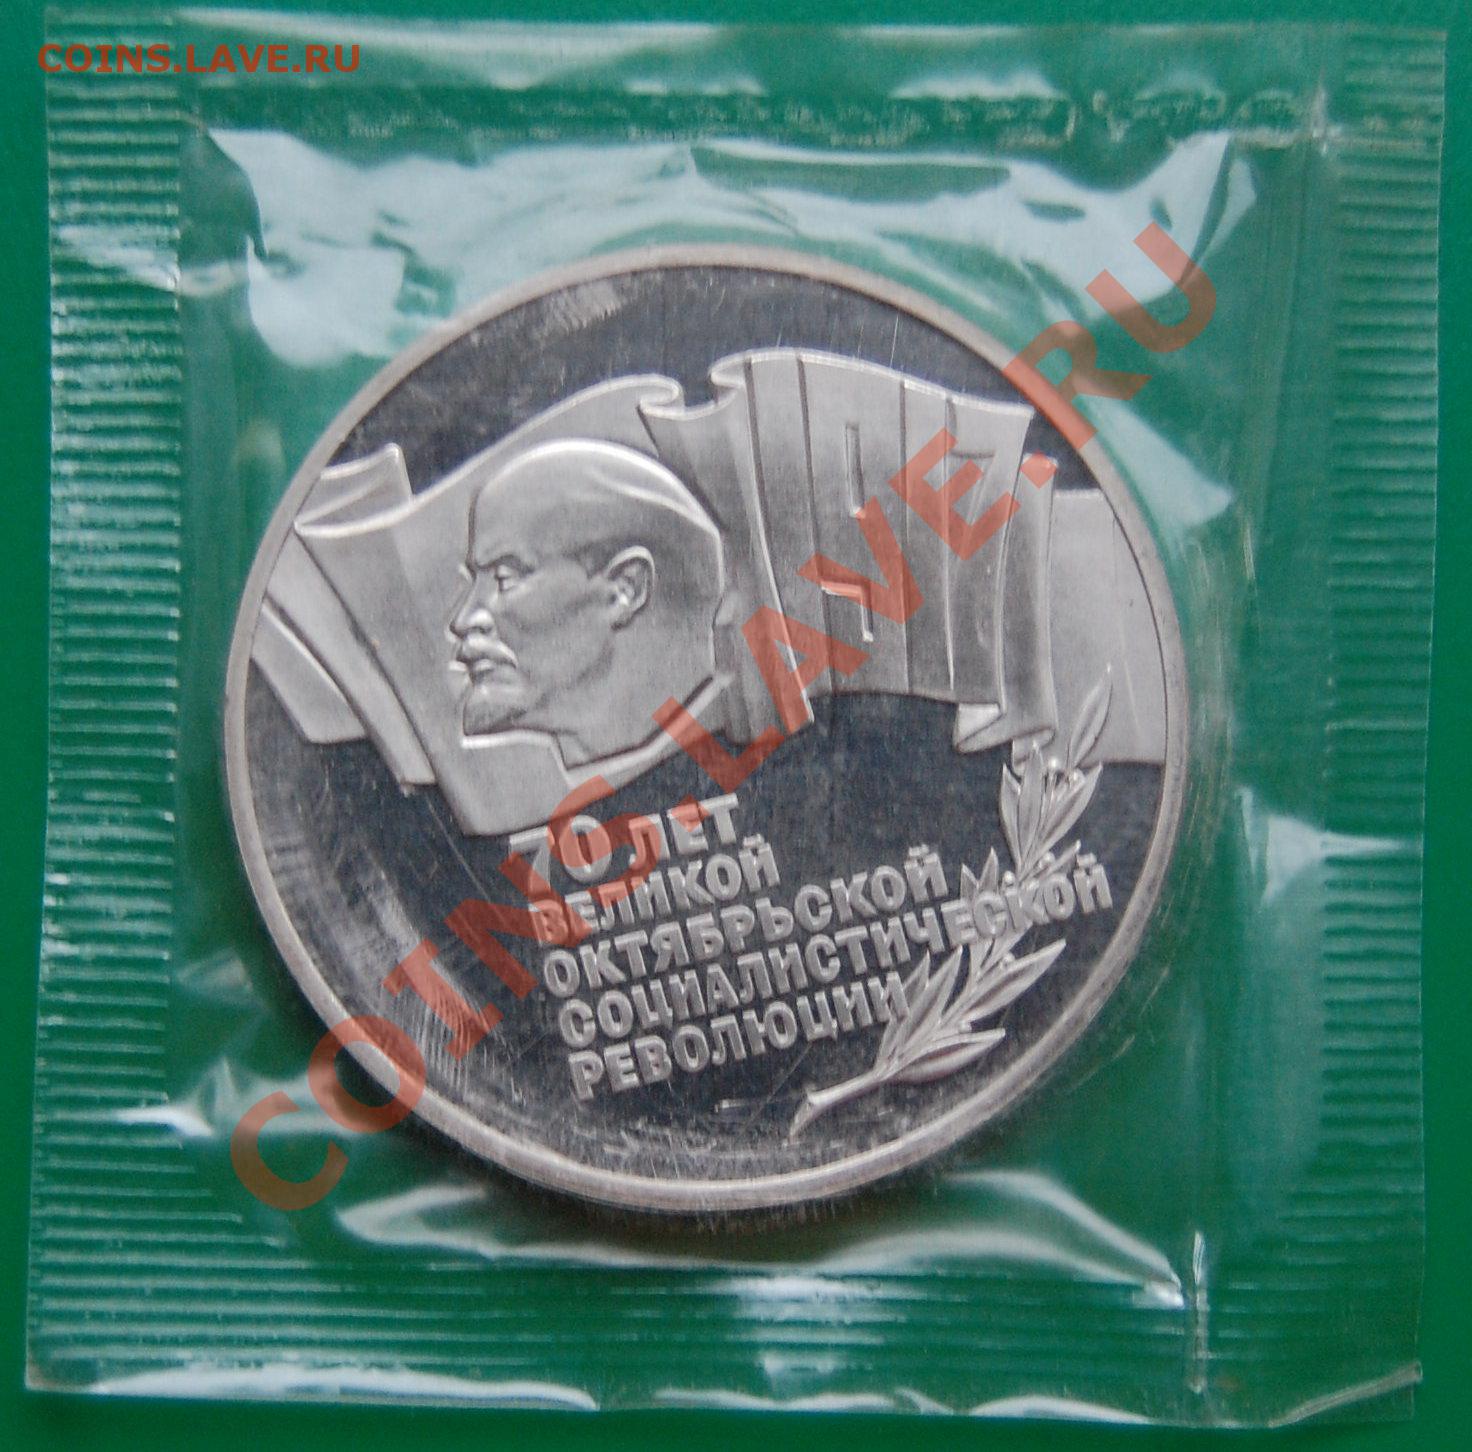 COINS.LAVE.RU
1917
70 ЛЕТ
ВЕЛИКОЙ
ОКТЯБРЬСКОЙ
СОЦИАЛИСТИЧЕСКОЙ
РЕВОЛЮЦИИ
COINS.LAVE.RU